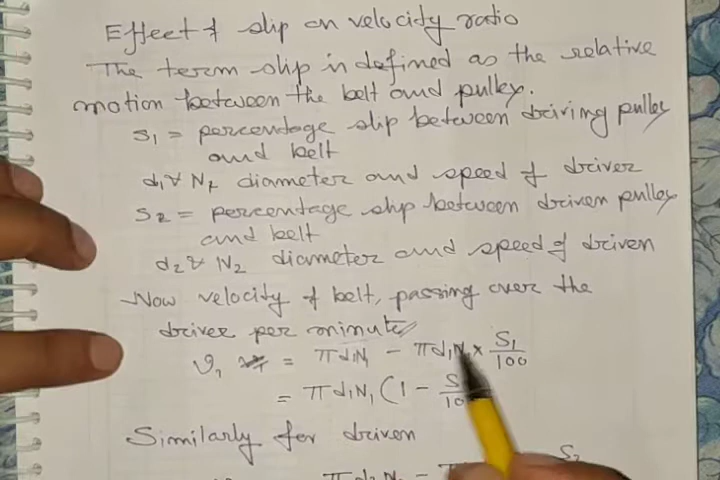 Effect of slip on velocity ratio
The term slip is defined as the relative
motion between the belt and pulley.
S₁ = percentage slip between driving pulley
and belt
d₁ & N₁ diameter and speed of driver
S₂ = percentage slip between driven pulley
and belt
d₂ & N₂ diameter and speed of driven
Now velocity of belt, passing over the
driver per minute
v₁ = πd₁N₁ - πd₁N₁ × S₁/100
= πd₁N₁ (1 - S
Similarly for driven
πd₂N₂ - π S₂